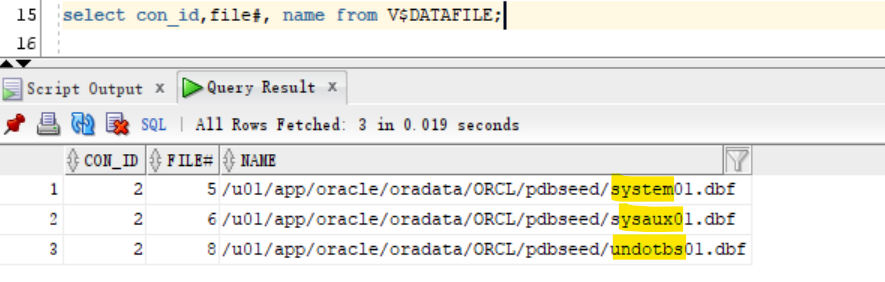 15 select con_id,file#, name from V$DATAFILE;
16
Script Output x Query Result x
SQL | All Rows Fetched: 3 in 0.019 seconds
CON_ID FILE# NAME
1 2 5 /u01/app/oracle/oradata/ORCL/pdbseed/system01.dbf
2 2 6 /u01/app/oracle/oradata/ORCL/pdbseed/sysaux01.dbf
3 2 8 /u01/app/oracle/oradata/ORCL/pdbseed/undotbs01.dbf